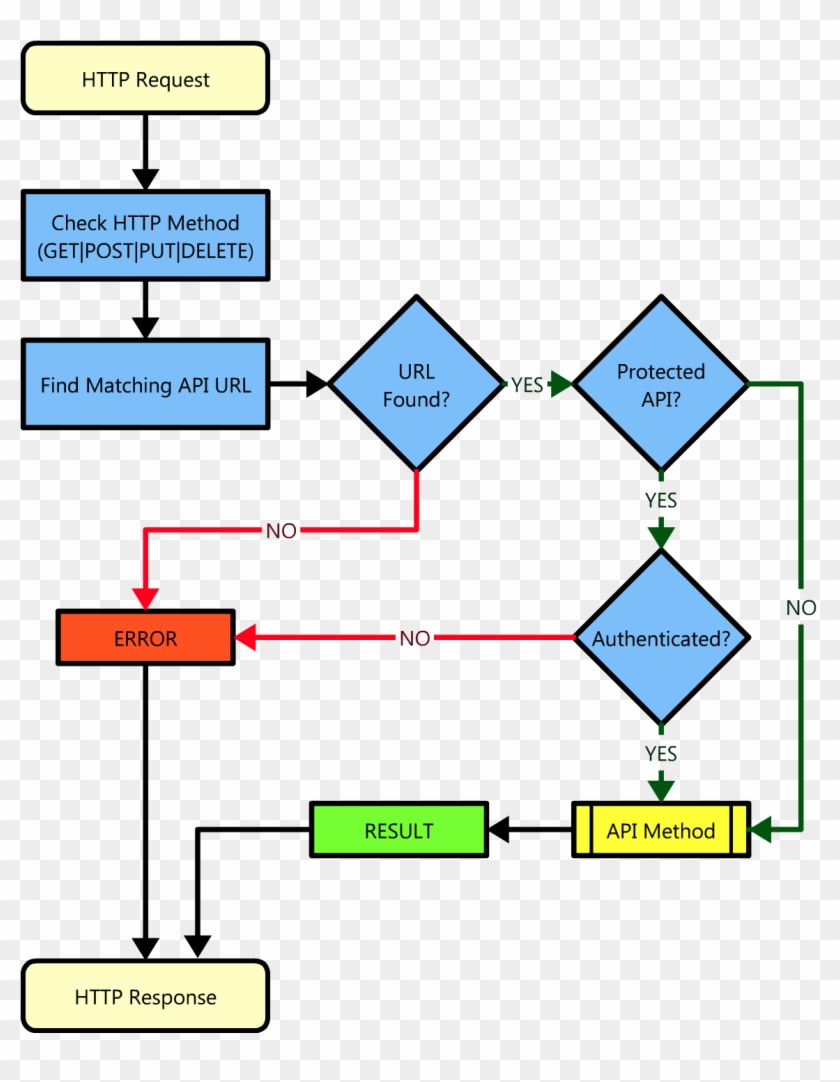 HTTP Request
Check HTTP Method
(GET|POST|PUT|DELETE)
Find Matching API URL
URL
Found?
YES
Protected
API?
YES
NO
NO
ERROR
NO
Authenticated?
YES
RESULT
API Method
HTTP Response